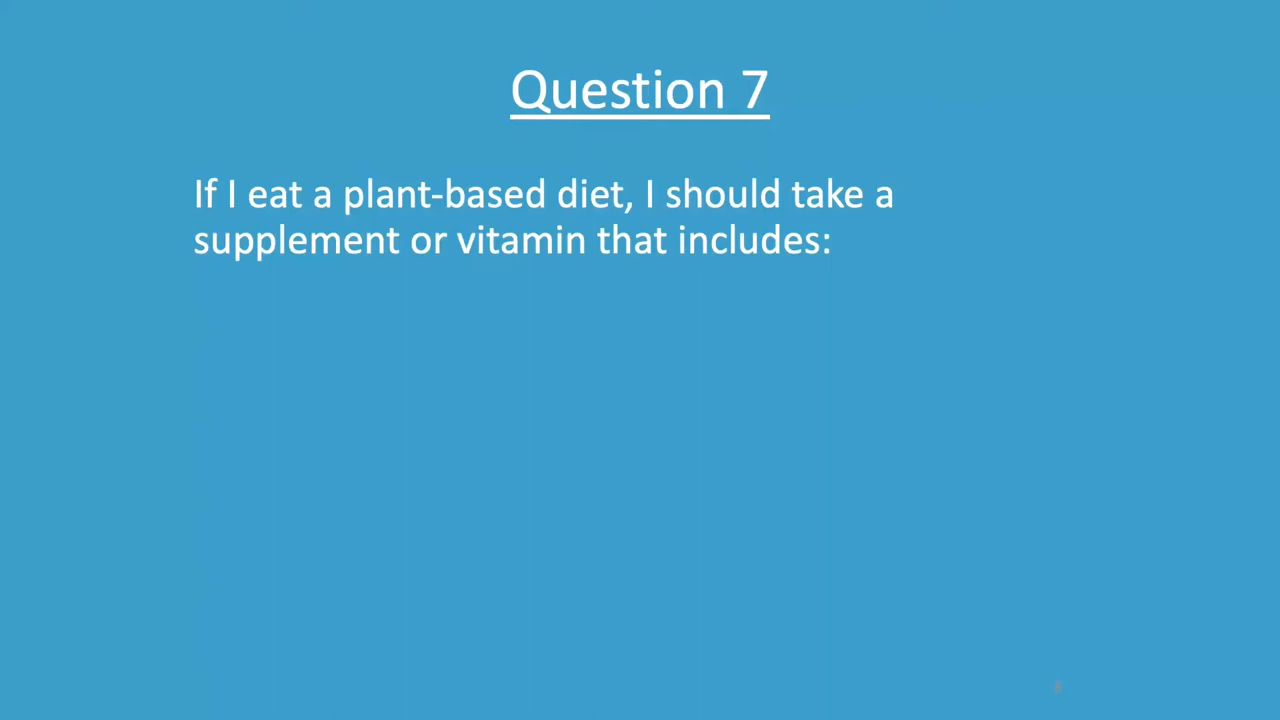 Question 7
If I eat a plant-based diet, I should take a
supplement or vitamin that includes: